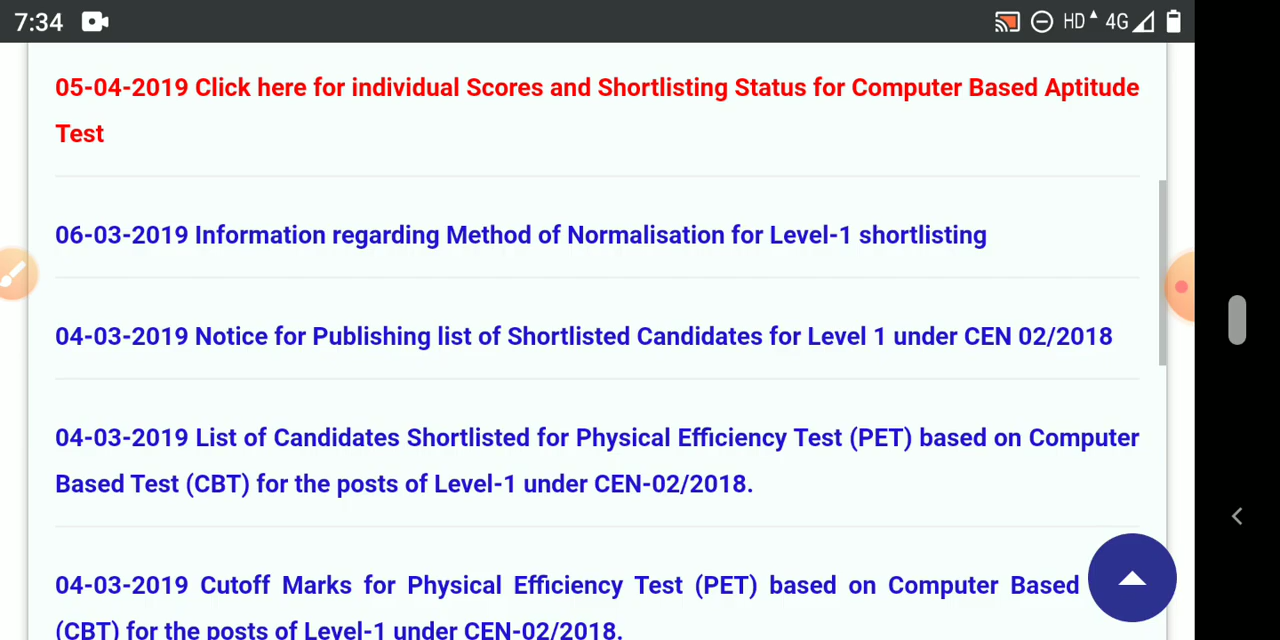 7:34
HD 4G
05-04-2019 Click here for individual Scores and Shortlisting Status for Computer Based Aptitude
Test
06-03-2019 Information regarding Method of Normalisation for Level-1 shortlisting
04-03-2019 Notice for Publishing list of Shortlisted Candidates for Level 1 under CEN 02/2018
04-03-2019 List of Candidates Shortlisted for Physical Efficiency Test (PET) based on Computer
Based Test (CBT) for the posts of Level-1 under CEN-02/2018.
04-03-2019 Cutoff Marks for Physical Efficiency Test (PET) based on Computer Based
(CBT) for the posts of Level-1 under CEN-02/2018.